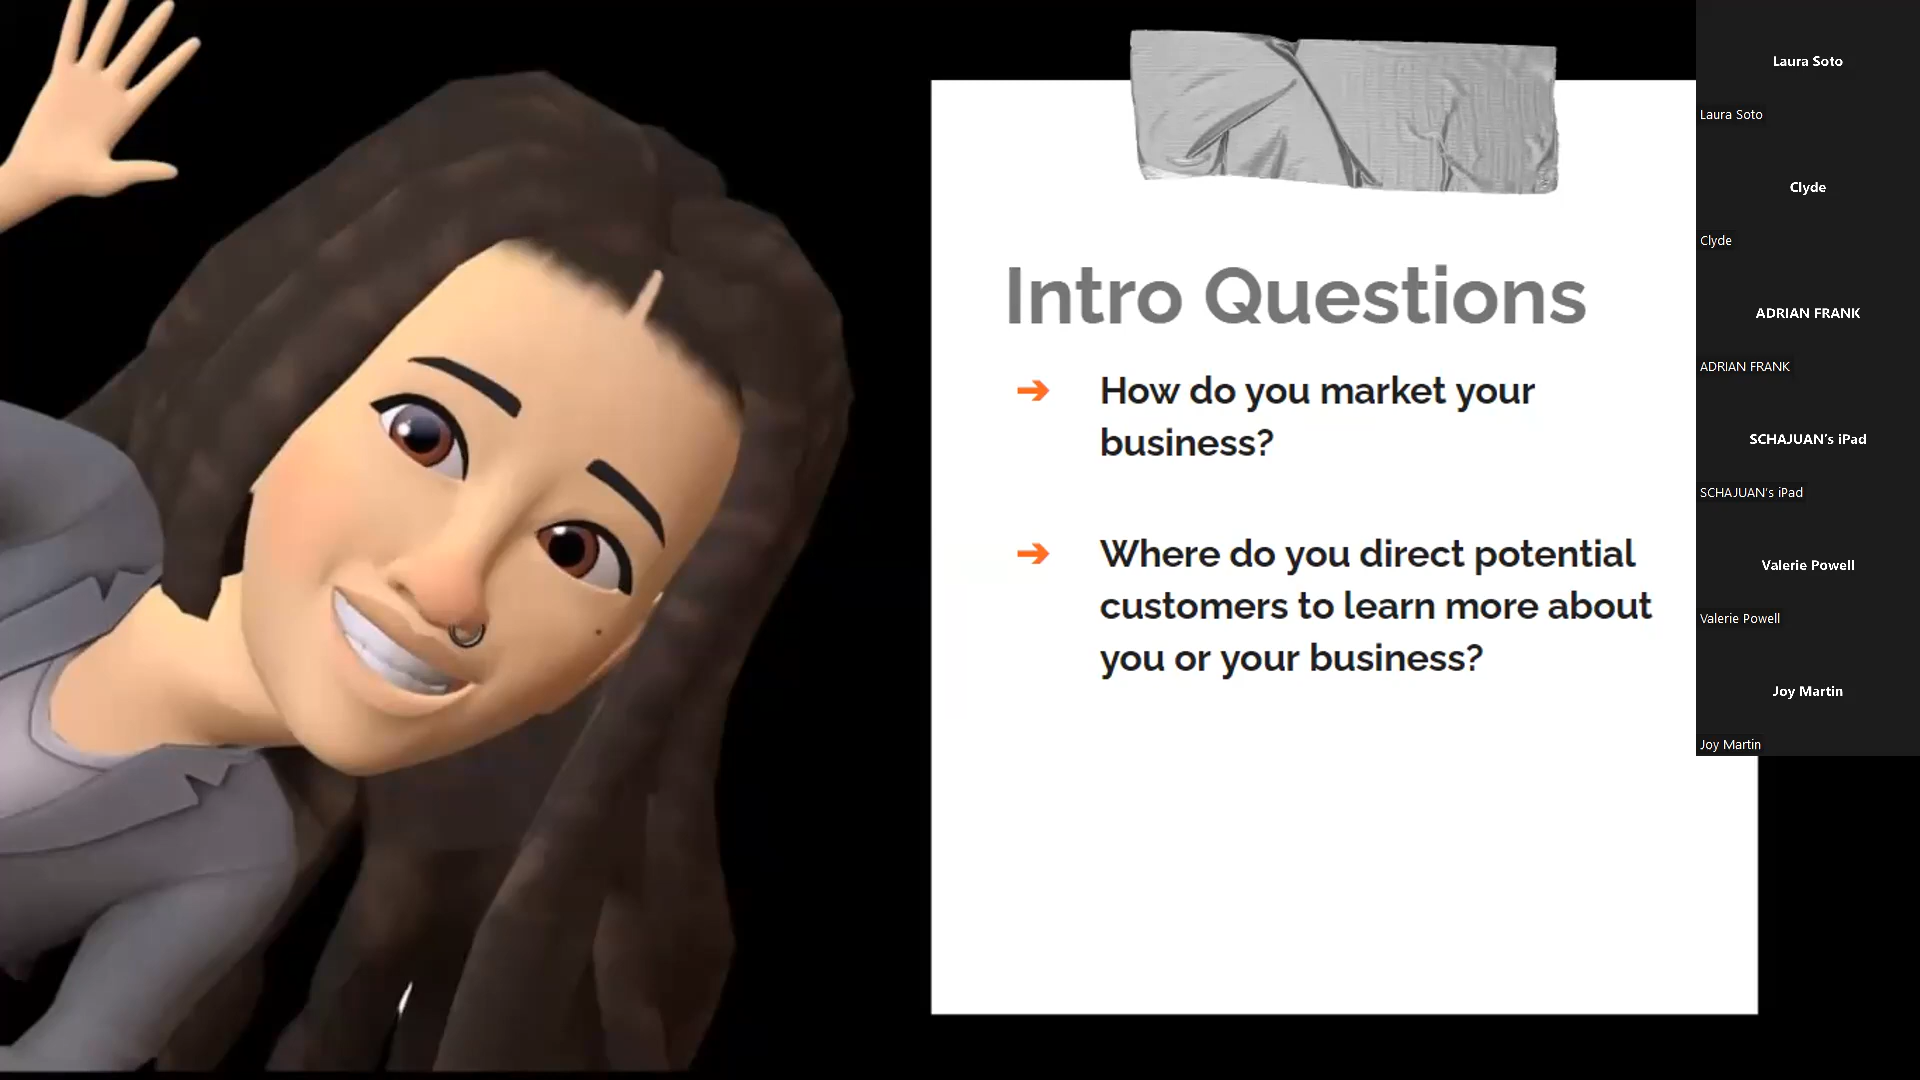 Intro Questions
➔ How do you market your
business?
➔ Where do you direct potential
customers to learn more about
you or your business?
Laura Soto
Laura Soto
Clyde
Clyde
ADRIAN FRANK
ADRIAN FRANK
SCHAJUAN's iPad
SCHAJUAN's iPad
Valerie Powell
Valerie Powell
Joy Martin
Joy Martin